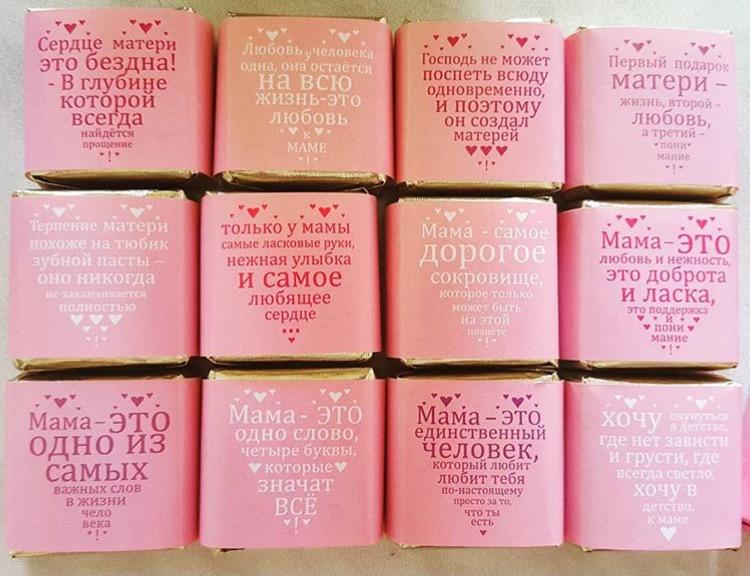 Сердце матери
это бездна!
- В глубине
которой
всегда
найдётся
прощение
!
Любовь у человека
одна, она остаётся
на всю
жизнь-это
любовь
к
МАМЕ
!
Господь не может
поспеть всюду
одновременно,
и поэтому
он создал
матерей
!
Первый подарок
матери –
жизнь, второй –
любовь,
а третий –
пони
мание
!
Терпение матери
похоже на тюбик
зубной пасты –
оно никогда
не заканчивается
полностью
!
только у мамы
самые ласковые руки,
нежная улыбка
и самое
любящее
сердце
...
Мама - самое
дорогое
сокровище,
которое только
может быть
на этой
планете
!
Мама–это
любовь и нежность,
это доброта
и ласка,
это поддержка
и
пони
мание
!
Мама–это
одно из
самых
важных слов
в жизни
чело
века
!
Мама- это
одно слово,
четыре буквы,
которые
значат
ВСЁ
!
Мама–это
единственный
человек,
который любит
любит тебя
по-настоящему
просто за то,
что ты
есть
хочу окунуться
в детство,
где нет зависти
и грусти, где
всегда светло,
хочу в
детство,
к маме